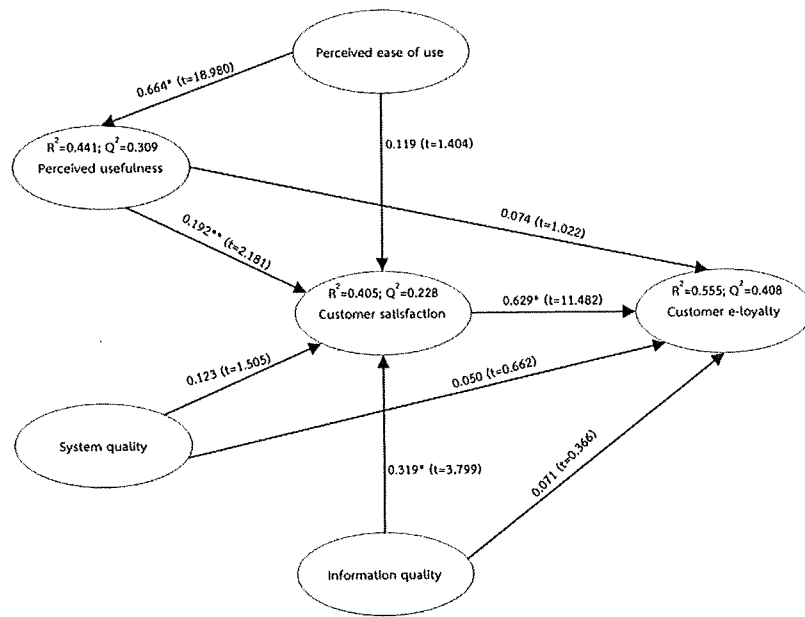 Perceived ease of use
0.664* (t=18.980)
R²=0.441; Q²=0.309
Perceived usefulness
0.119 (t=1.404)
0.074 (t=1.022)
0.192** (t=2.181)
R²=0.405; Q²=0.228
Customer satisfaction
0.629* (t=11.482)
R²=0.555; Q²=0.408
Customer e-loyalty
0.123 (t=1.505)
0.050 (t=0.662)
System quality
0.319* (t=3,799)
0.071 (t=0.366)
Information quality